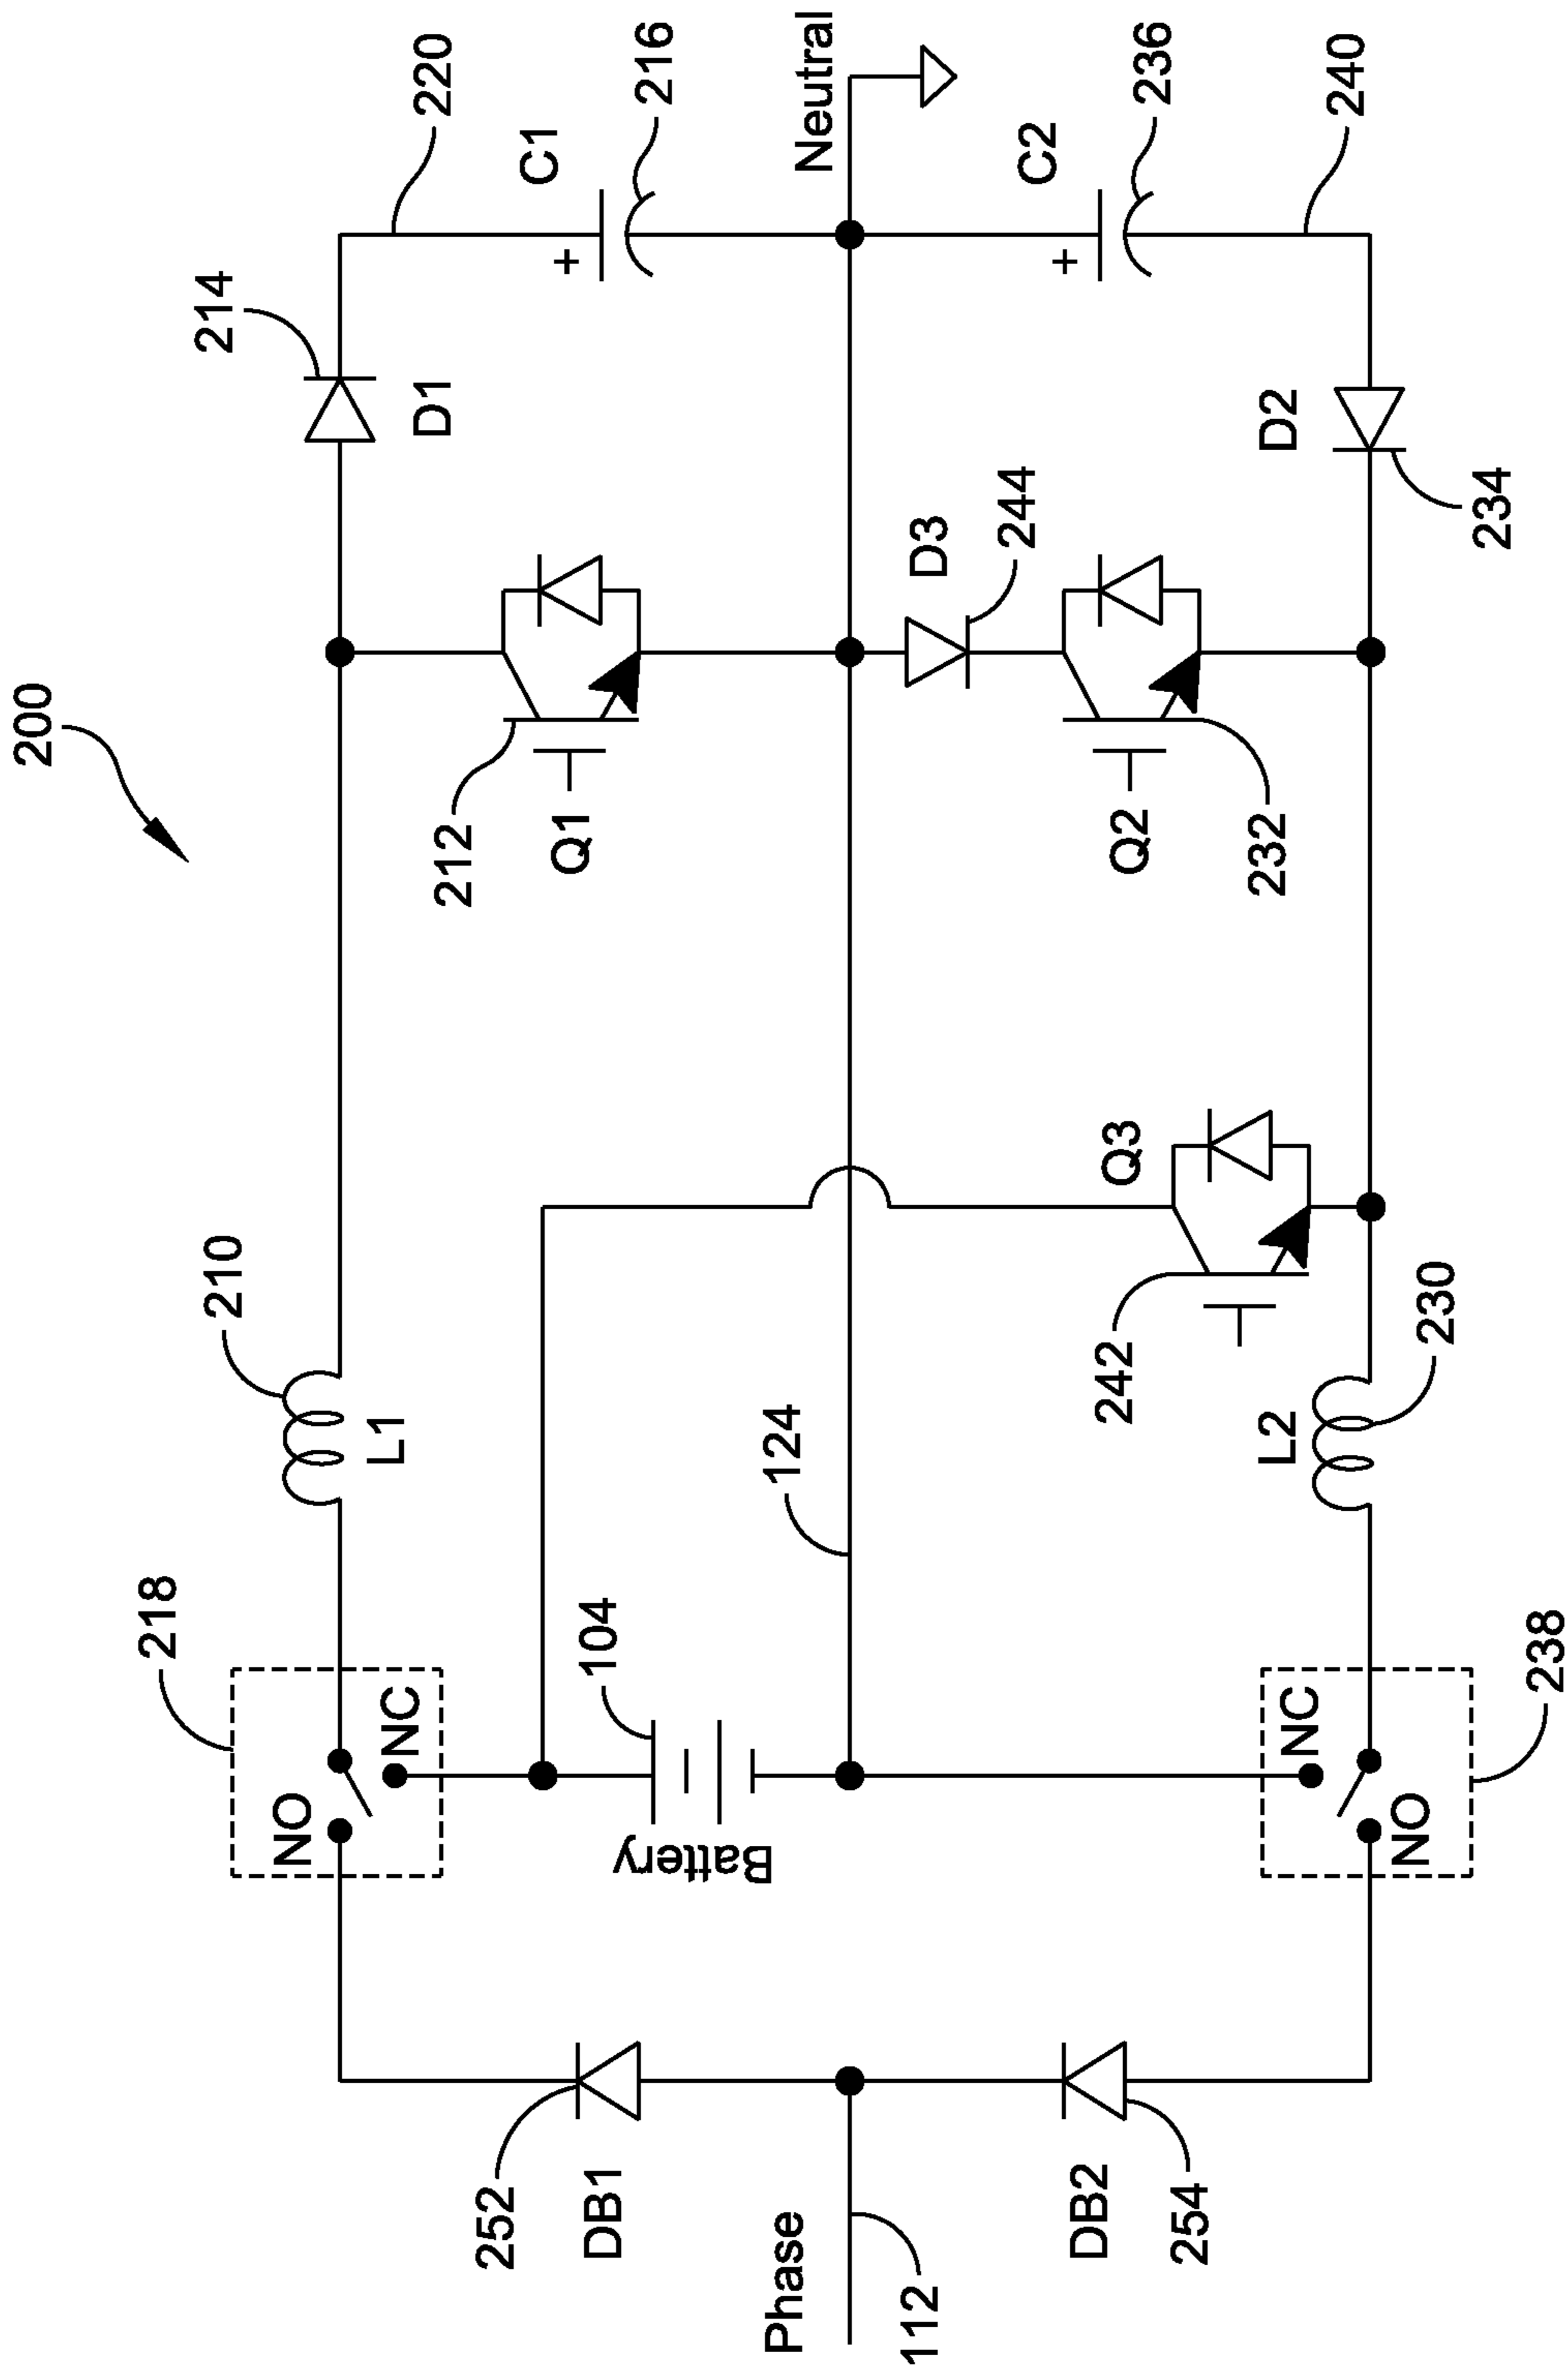 200
218
NO
NC
210
L1
214
D1
220
C1
+
216
212
Q1
252
DB1
Battery
104
124
Neutral
Phase
112
D3
244
Q3
242
Q2
232
C2
+
236
DB2
254
NC
NO
238
L2
230
D2
234
240